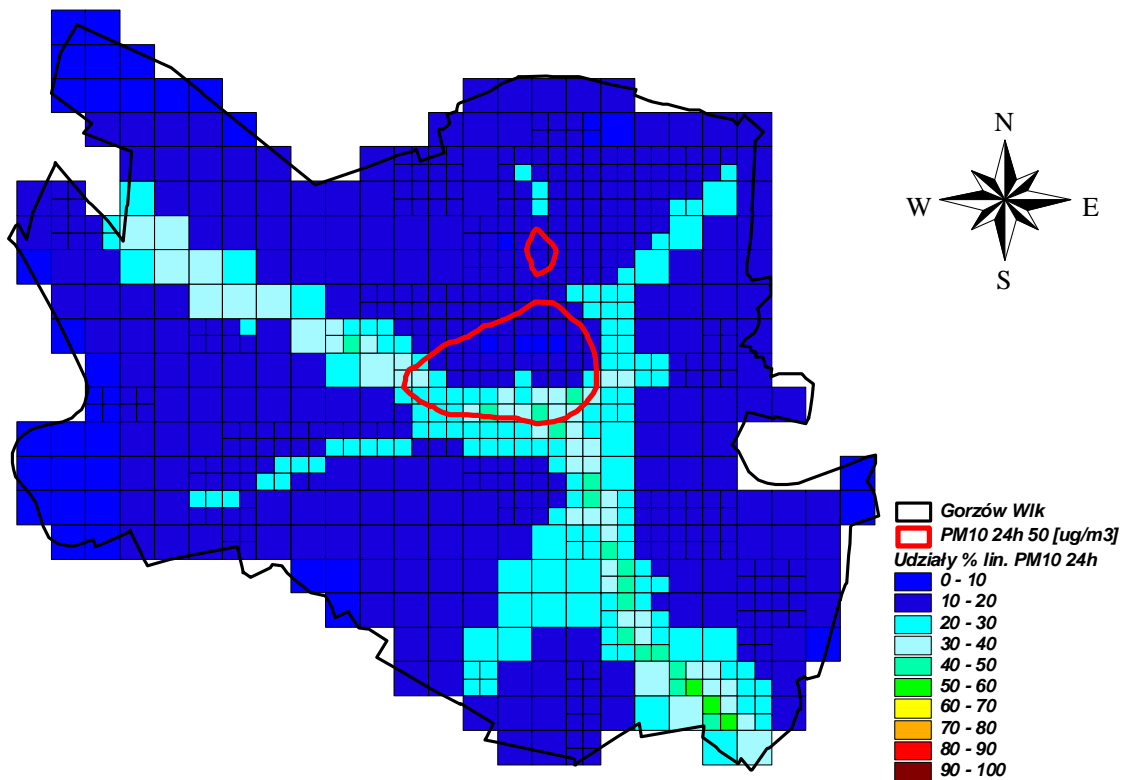 N
W
E
S
Gorzów Wlk
PM10 24h 50 [ug/m3]
Udziały % lin. PM10 24h
0 - 10
10 - 20
20 - 30
30 - 40
40 - 50
50 - 60
60 - 70
70 - 80
80 - 90
90 - 100